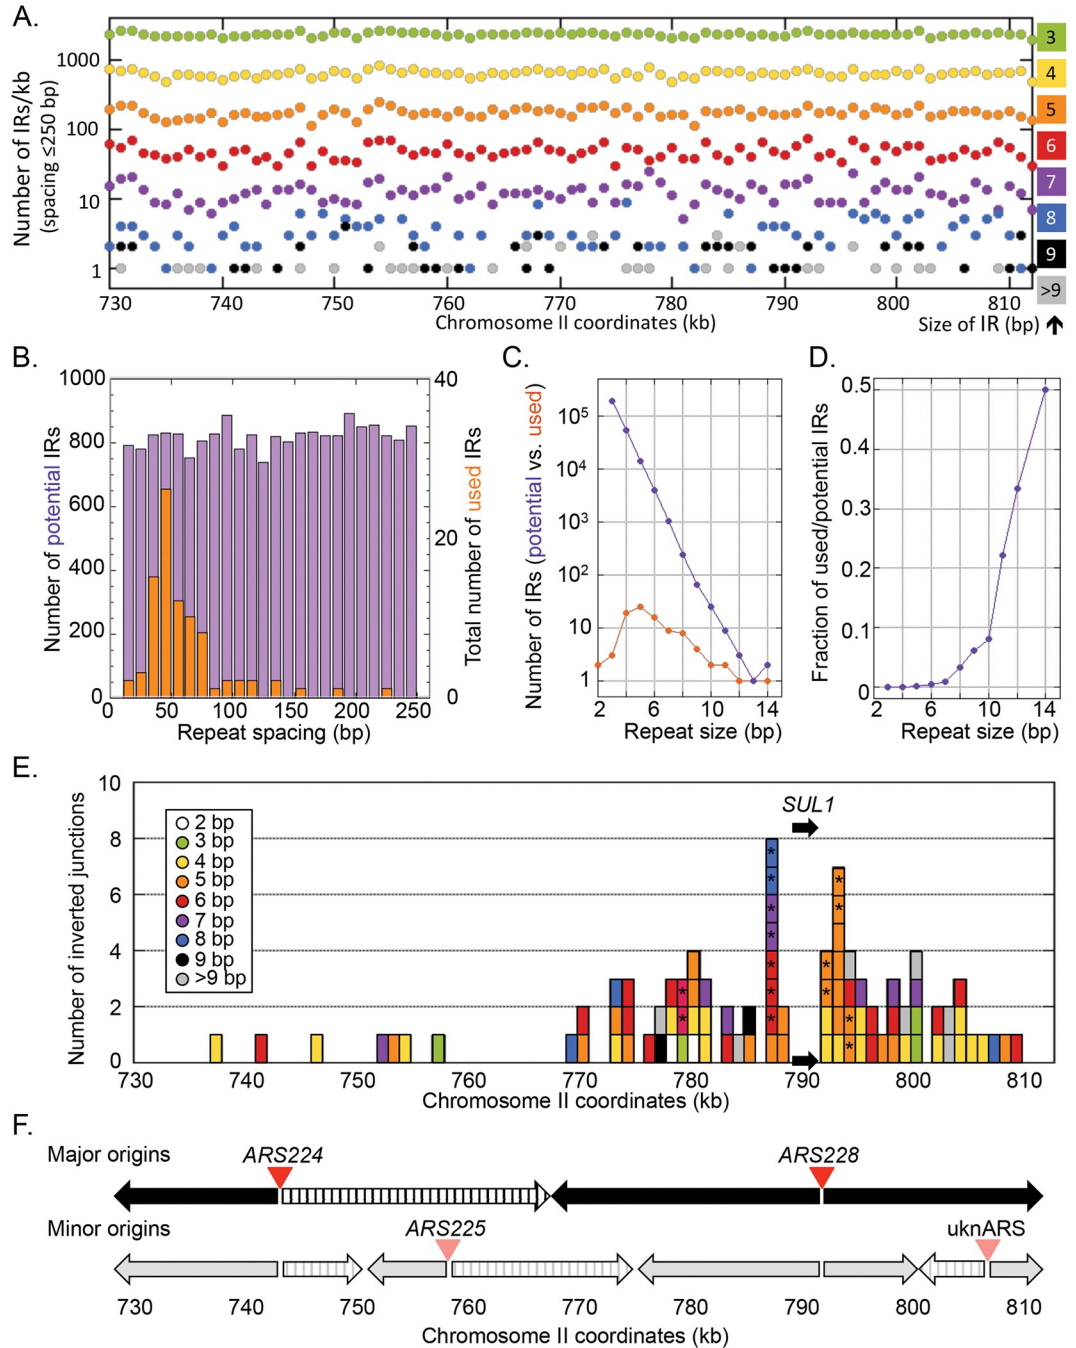 A.
Number of IRs/kb
(spacing ≤250 bp)
1000
100
10
1
730 740 750 760 770 780 790 800 810
Chromosome II coordinates (kb)
Size of IR (bp)
3
4
5
6
7
8
9
>9
B.
Number of potential IRs
1000
800
600
400
200
0
0 50 100 150 200 250
Repeat spacing (bp)
40
20
0
Total number of used IRs
C.
Number of IRs (potential vs. used)
10⁵
10⁴
10³
10²
10
1
2 6 10 14
Repeat size (bp)
D.
Fraction of used/potential IRs
0.5
0.4
0.3
0.2
0.1
0
2 6 10 14
Repeat size (bp)
E.
Number of inverted junctions
10
8
6
4
2
0
2 bp
3 bp
4 bp
5 bp
6 bp
7 bp
8 bp
9 bp
>9 bp
SUL1
* * * * * * * * * * * * * * * *
730 740 750 760 770 780 790 800 810
Chromosome II coordinates (kb)
F.
Major origins
ARS224
ARS228
Minor origins
ARS225
uknARS
730 740 750 760 770 780 790 800 810
Chromosome II coordinates (kb)